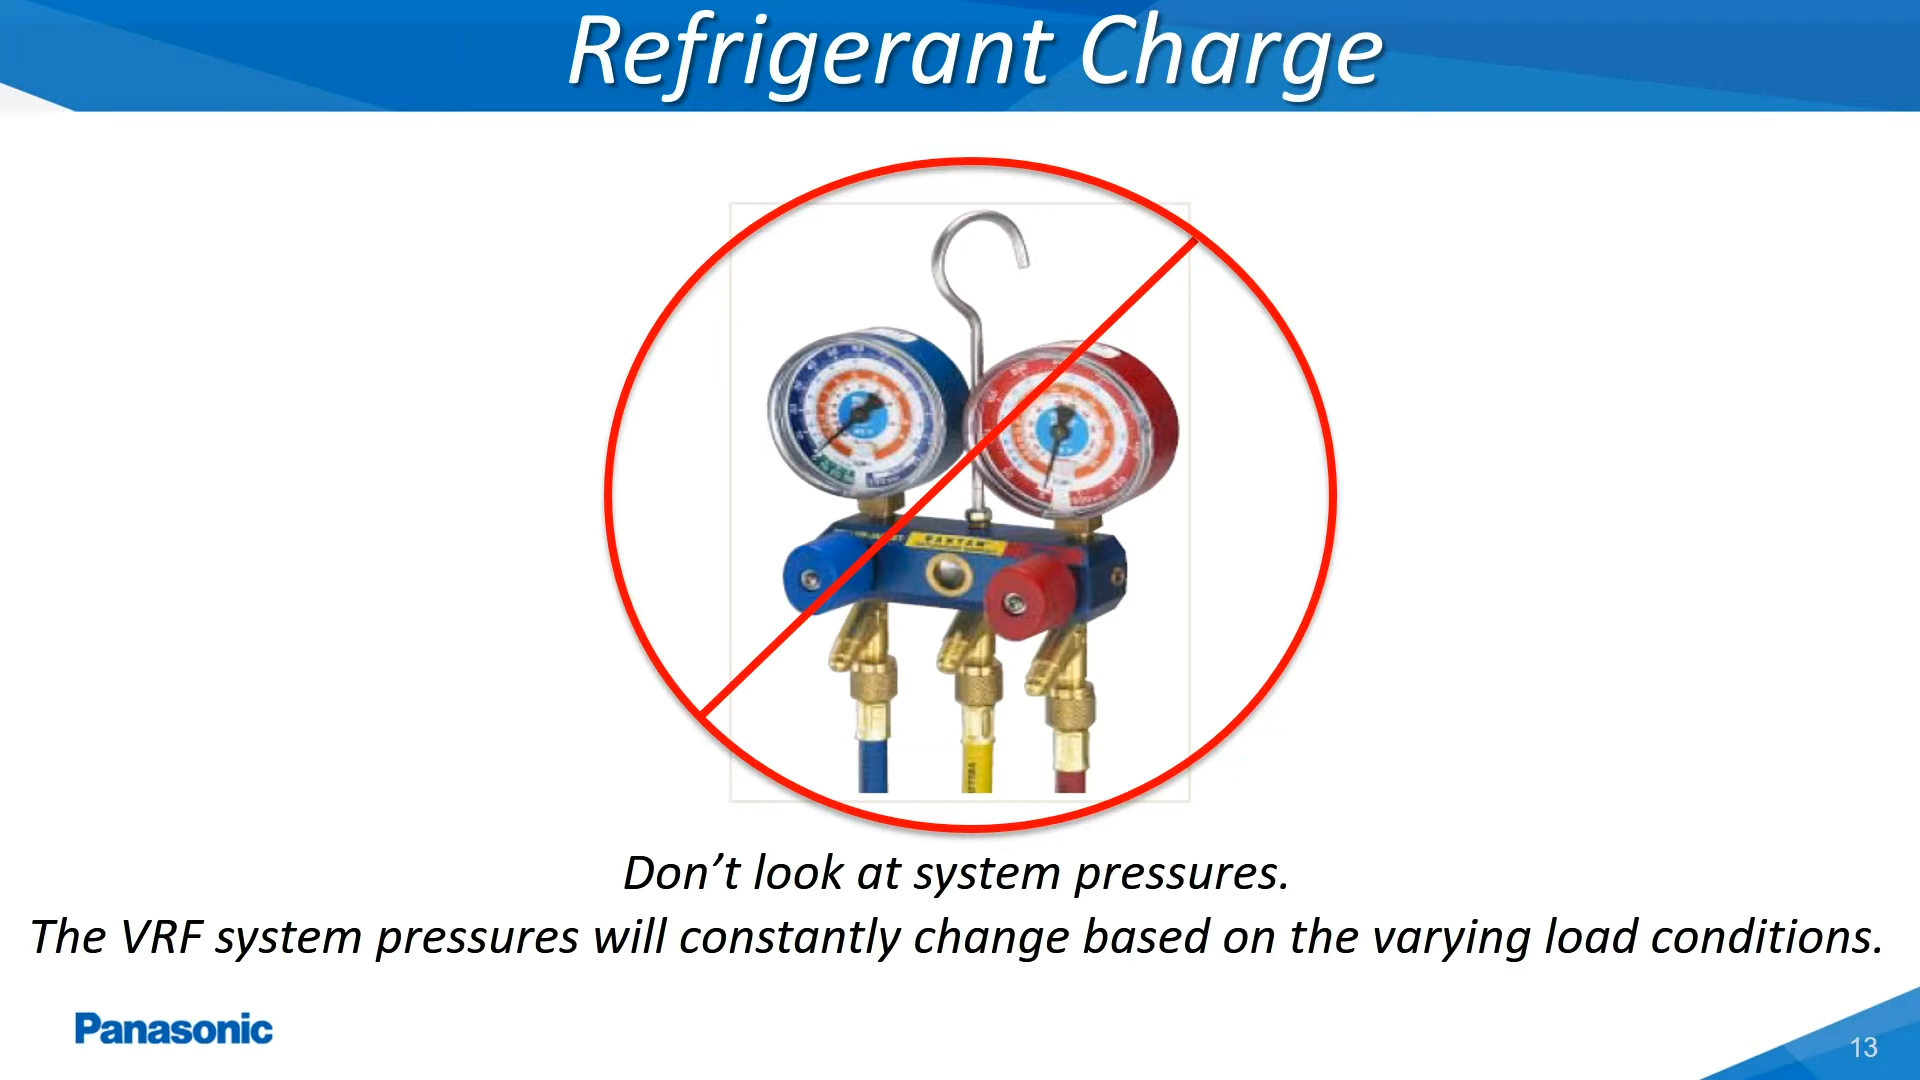 Refrigerant Charge
Don’t look at system pressures.
The VRF system pressures will constantly change based on the varying load conditions.
Panasonic
13